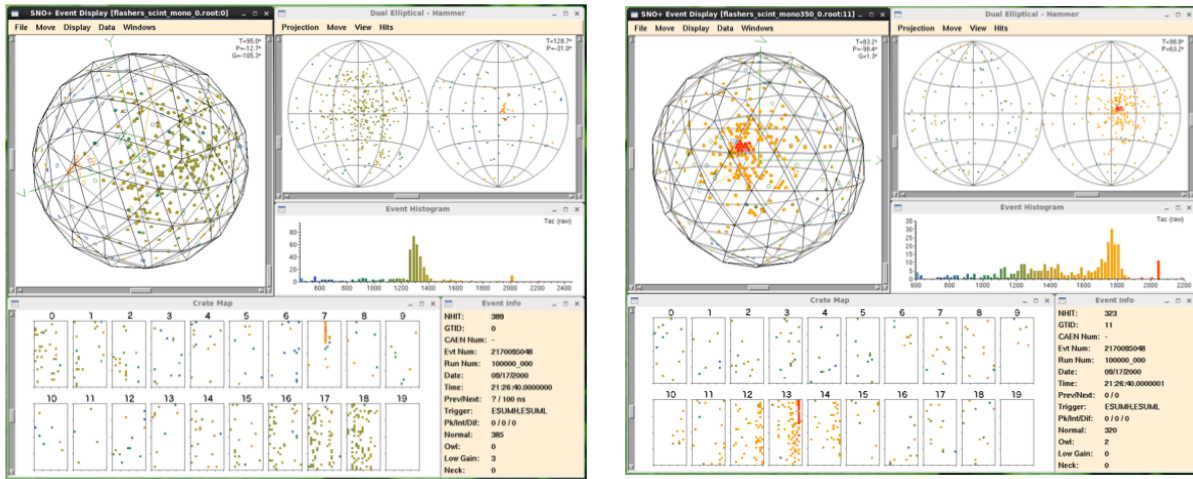 SNO+ Event Display [flashers_scint_mono_0.root:0]
File Move Display Data Windows
T=95.0°
P=-12.7°
G=-105.3°
Dual Elliptical - Hammer
Projection Move View Hits
T=128.7°
P=-31.0°
Event Histogram
Tac (raw)
80
60
40
20
0
600 800 1000 1200 1400 1600 1800 2000 2200 2400
Crate Map
0 1 2 3 4 5 6 7 8 9
10 11 12 13 14 15 16 17 18 19
Event Info
NHIT: 389
GTID: 0
CAEN Num: -
Evt Num: 2170095048
Run Num: 100000_000
Date: 09/17/2000
Time: 21:26:40.0000000
Prev/Next: ? / 100 ns
Trigger: ESUMH,ESUML
Pk/Int/Dif: 0 / 0 / 0
Normal: 385
Owl: 0
Low Gain: 3
Neck: 0
SNO+ Event Display [flashers_scint_mono350_0.root:11]
File Move Display Data Windows
T=83.2°
P=-98.4°
G=1.3°
Dual Elliptical - Hammer
Projection Move View Hits
T=98.8°
P=63.2°
Event Histogram
Tac (raw)
35
30
25
20
15
10
5
0
600 800 1000 1200 1400 1600 1800 2000 2200
Crate Map
0 1 2 3 4 5 6 7 8 9
10 11 12 13 14 15 16 17 18 19
Event Info
NHIT: 323
GTID: 11
CAEN Num: -
Evt Num: 2170095048
Run Num: 100000_000
Date: 09/17/2000
Time: 21:26:40.0000001
Prev/Next: 0 / 0
Trigger: ESUMH,ESUML
Pk/Int/Dif: 0 / 0 / 0
Normal: 320
Owl: 2
Low Gain: 0
Neck: 0